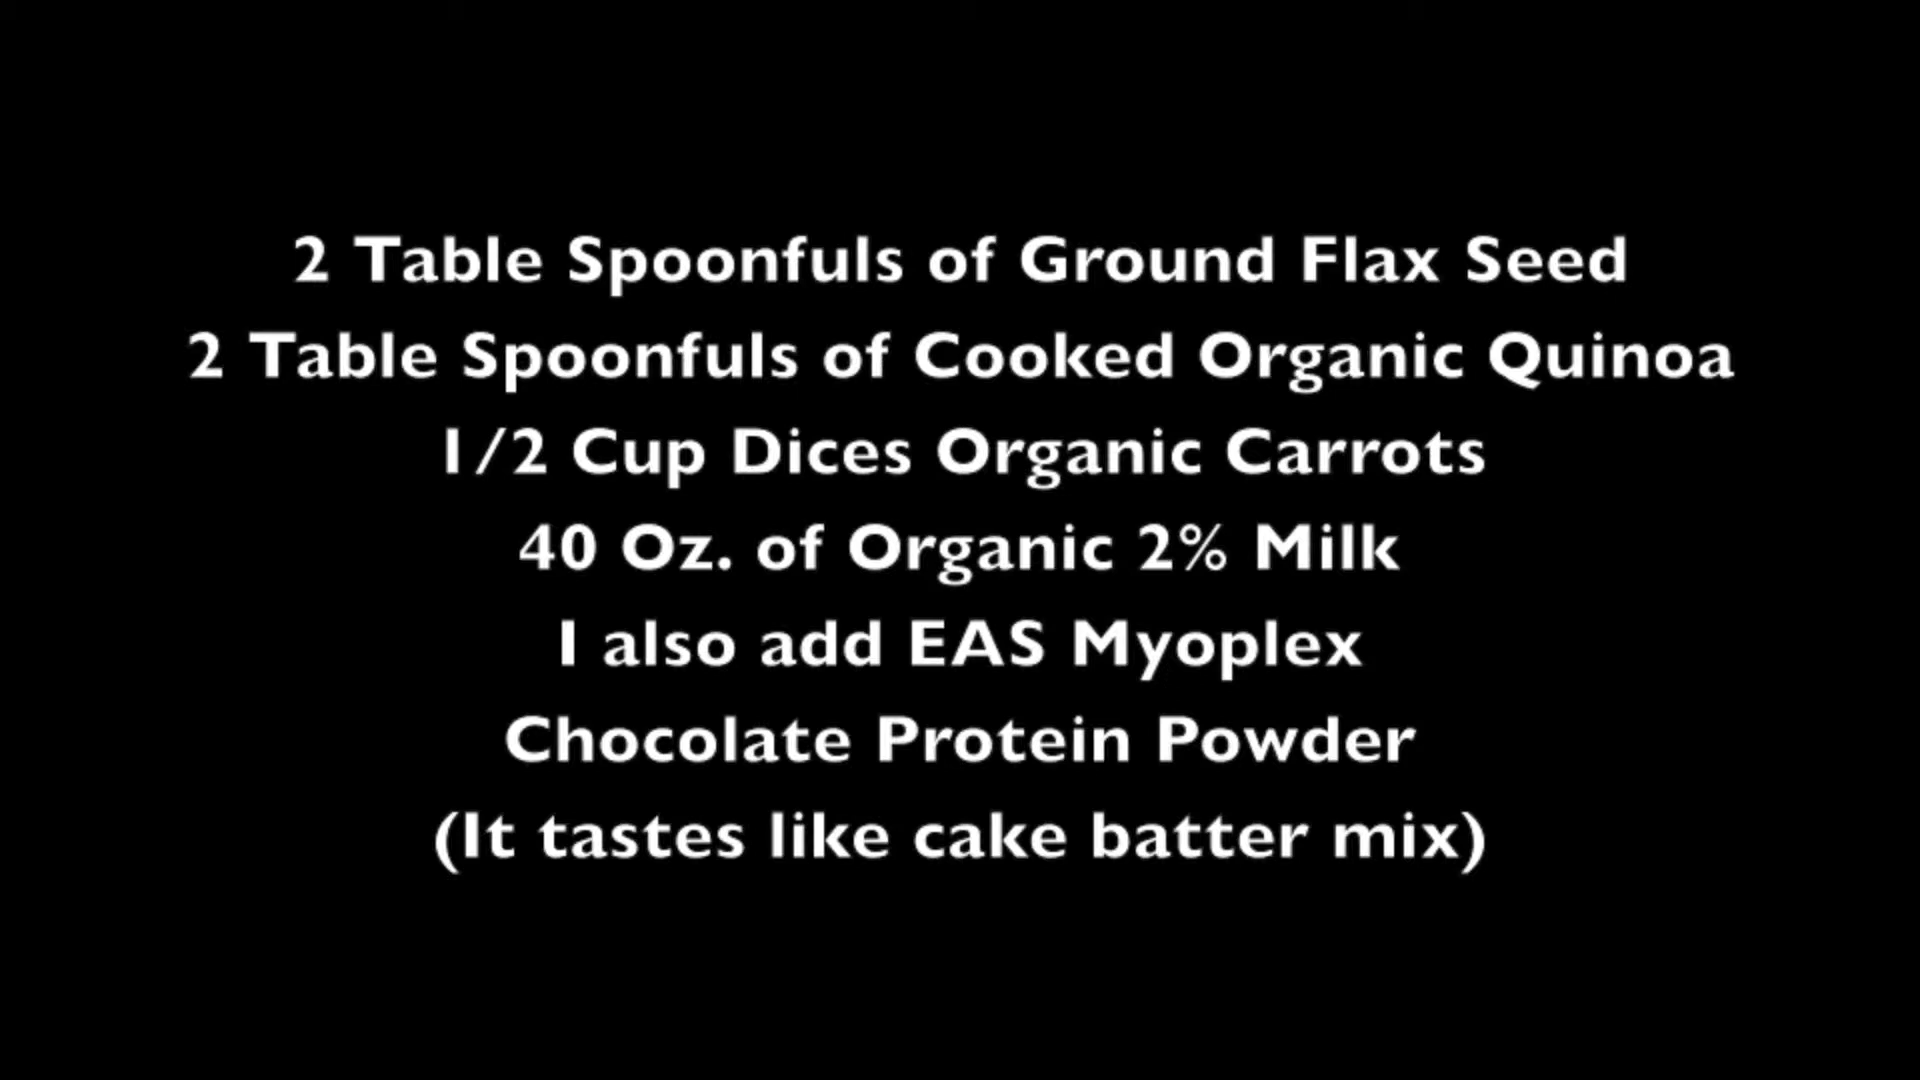 2 Table Spoonfuls of Ground Flax Seed
2 Table Spoonfuls of Cooked Organic Quinoa
1/2 Cup Dices Organic Carrots
40 Oz. of Organic 2% Milk
I also add EAS Myoplex
Chocolate Protein Powder
(It tastes like cake batter mix)